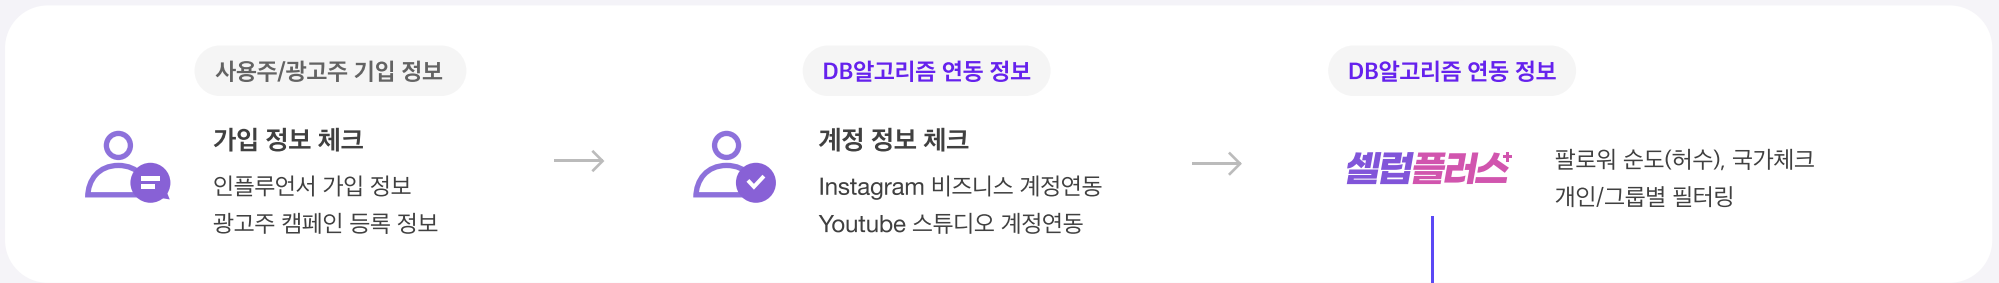 사용주/광고주 기입 정보
가입 정보 체크
인플루언서 가입 정보
광고주 캠페인 등록 정보
DB알고리즘 연동 정보
계정 정보 체크
Instagram 비즈니스 계정연동
Youtube 스튜디오 계정연동
DB알고리즘 연동 정보
셀럽플러스+
팔로워 순도(허수), 국가체크
개인/그룹별 필터링